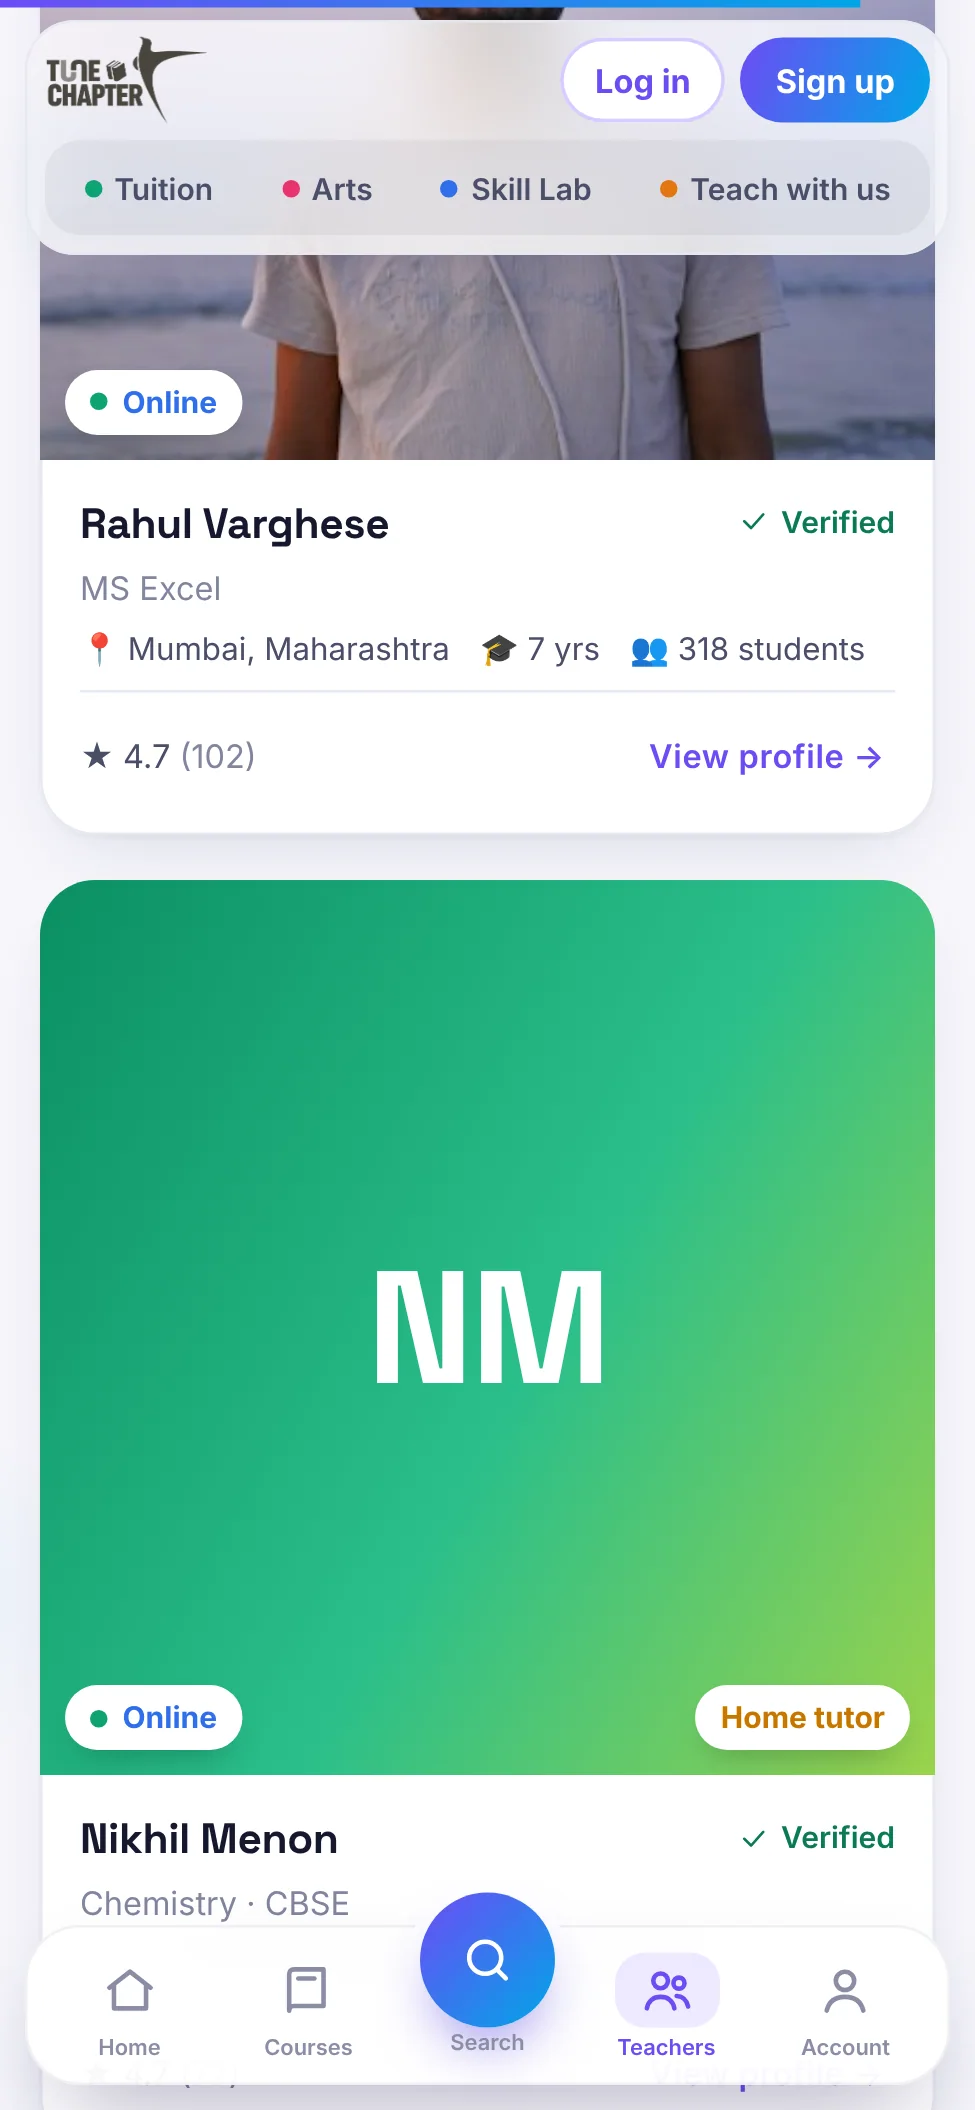 TUNE
CHAPTER
Log in
Sign up
Tuition
Arts
Skill Lab
Teach with us
Online
Rahul Varghese
Verified
MS Excel
Mumbai, Maharashtra 7 yrs 318 students
★ 4.7 (102)
View profile →
NM
Online
Home tutor
Nikhil Menon
Verified
Chemistry · CBSE
Home
Courses
Search
Teachers
Account
View profile →